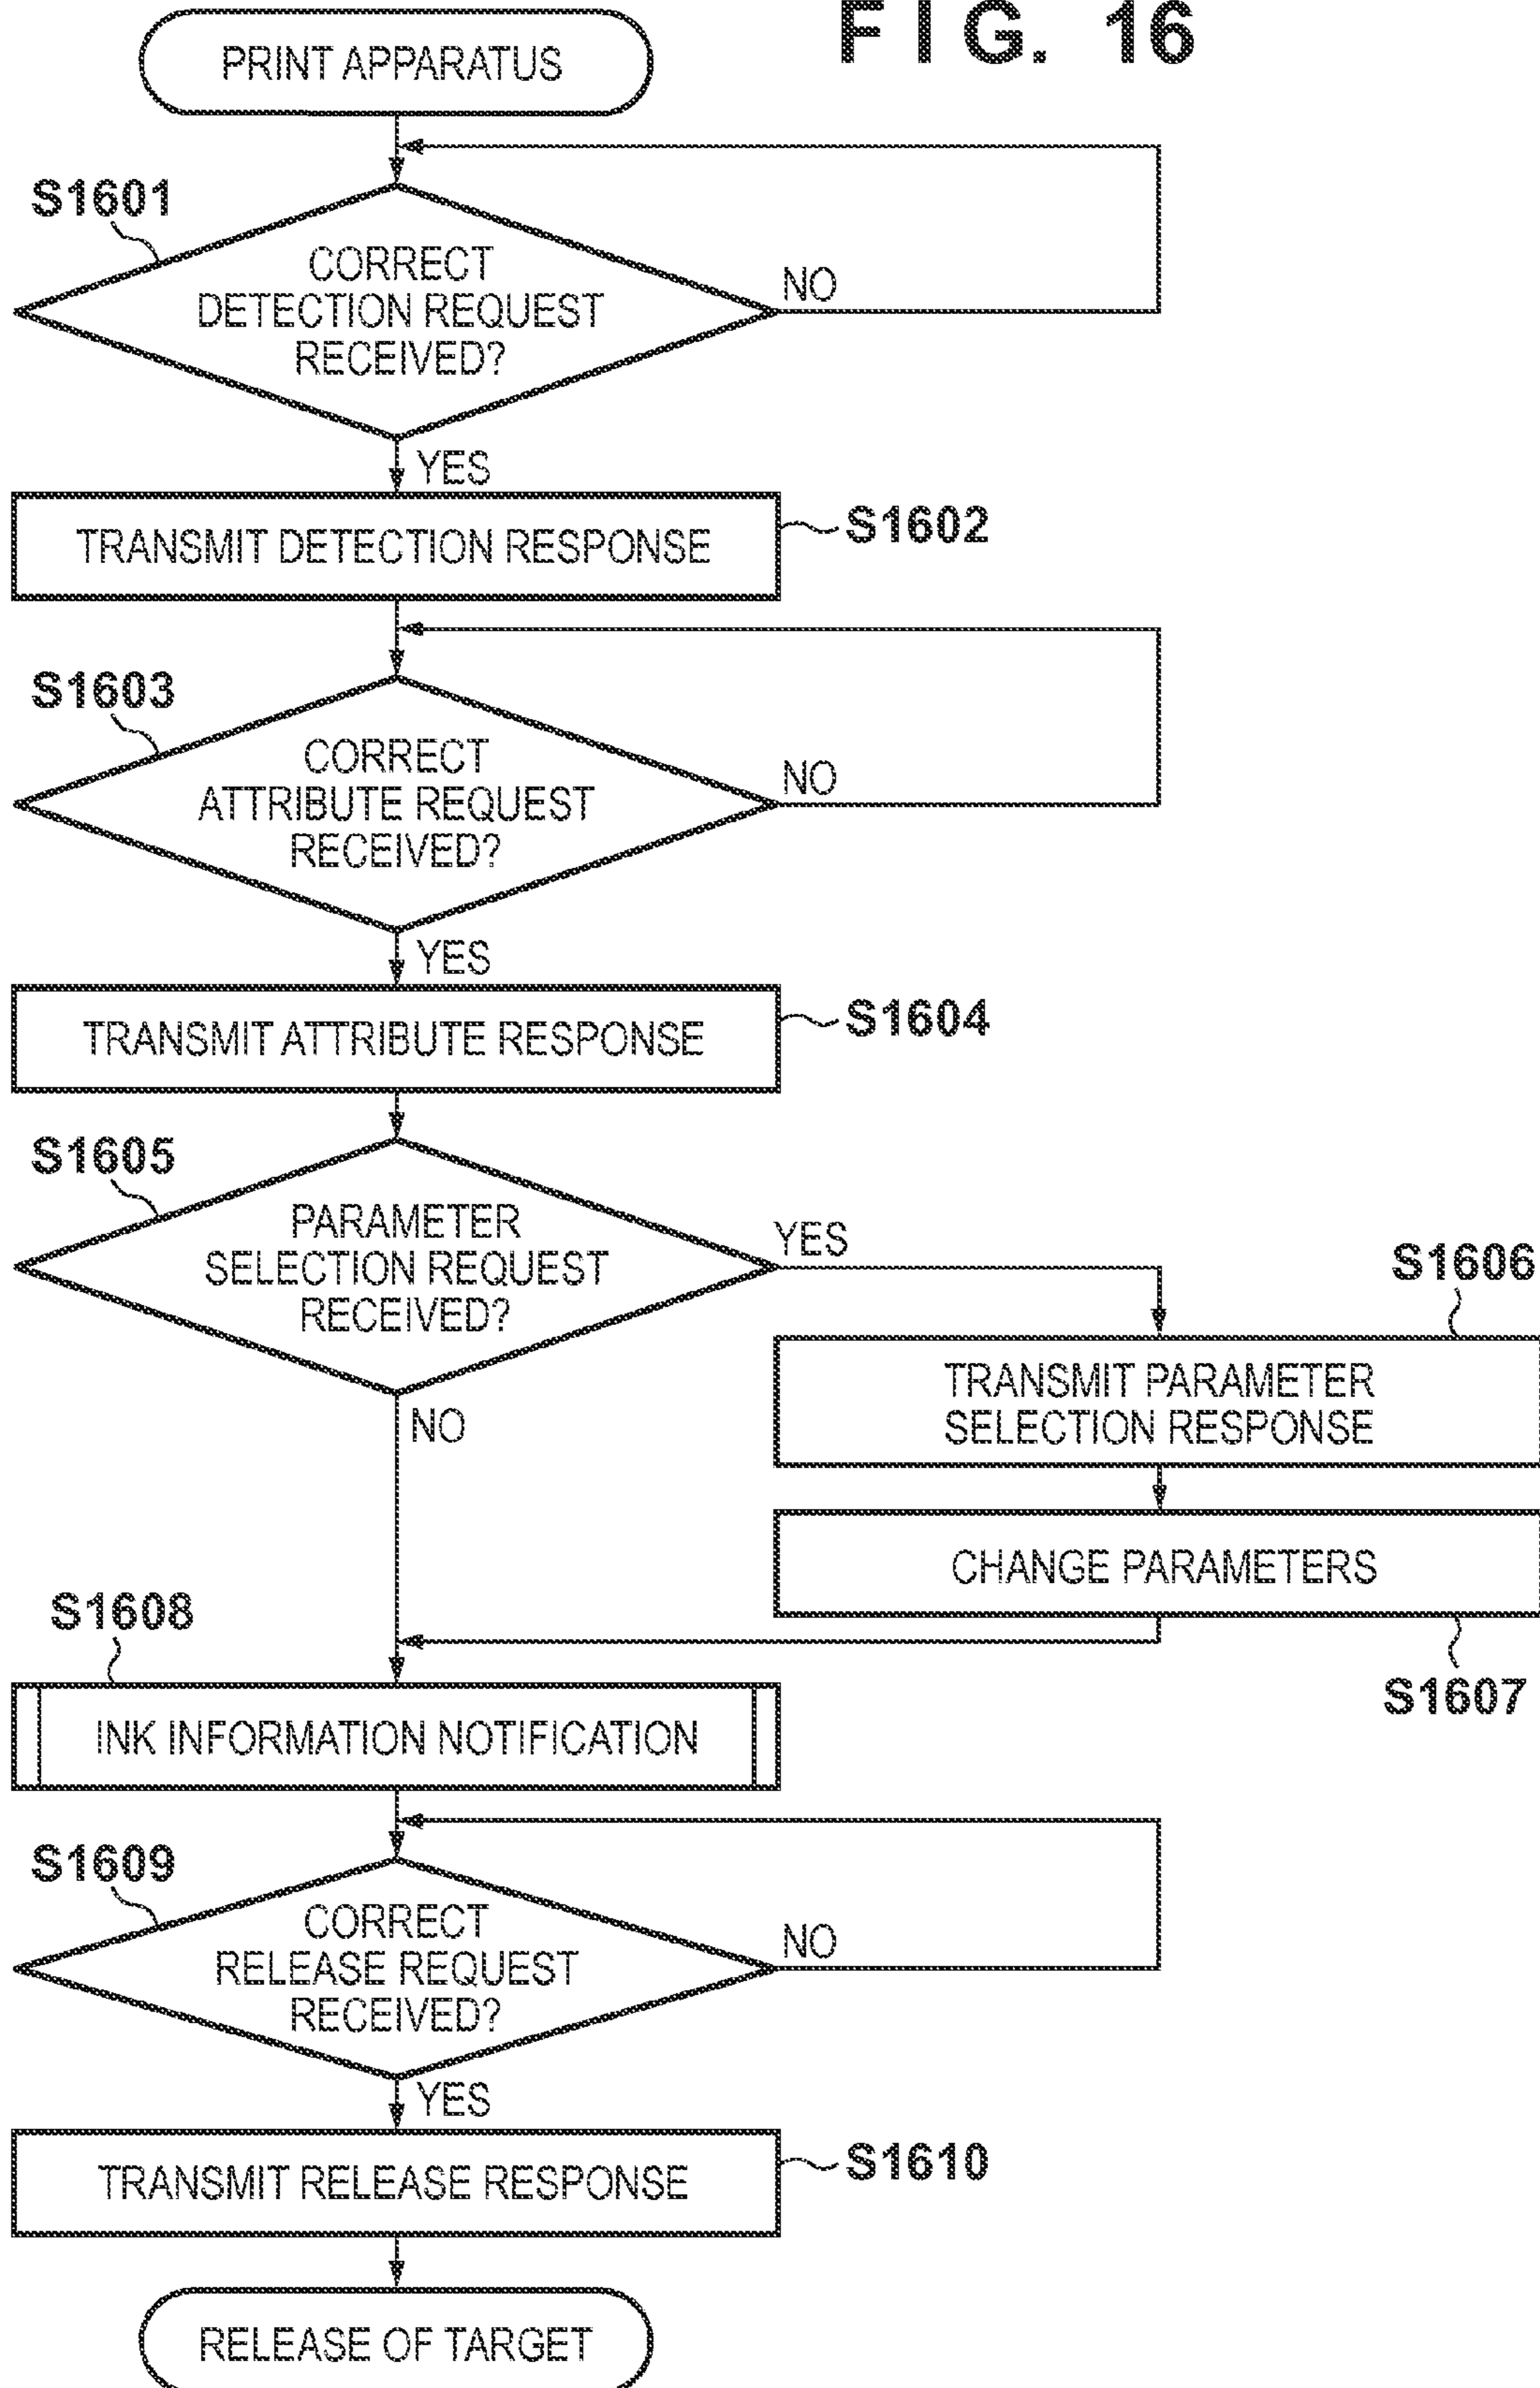 FIG. 16
PRINT APPARATUS
S1601
CORRECT
DETECTION REQUEST
RECEIVED?
NO
YES
TRANSMIT DETECTION RESPONSE
S1602
S1603
CORRECT
ATTRIBUTE REQUEST
RECEIVED?
NO
YES
TRANSMIT ATTRIBUTE RESPONSE
S1604
S1605
PARAMETER
SELECTION REQUEST
RECEIVED?
YES
NO
S1606
TRANSMIT PARAMETER
SELECTION RESPONSE
CHANGE PARAMETERS
S1607
S1608
INK INFORMATION NOTIFICATION
S1609
CORRECT
RELEASE REQUEST
RECEIVED?
NO
YES
TRANSMIT RELEASE RESPONSE
S1610
RELEASE OF TARGET